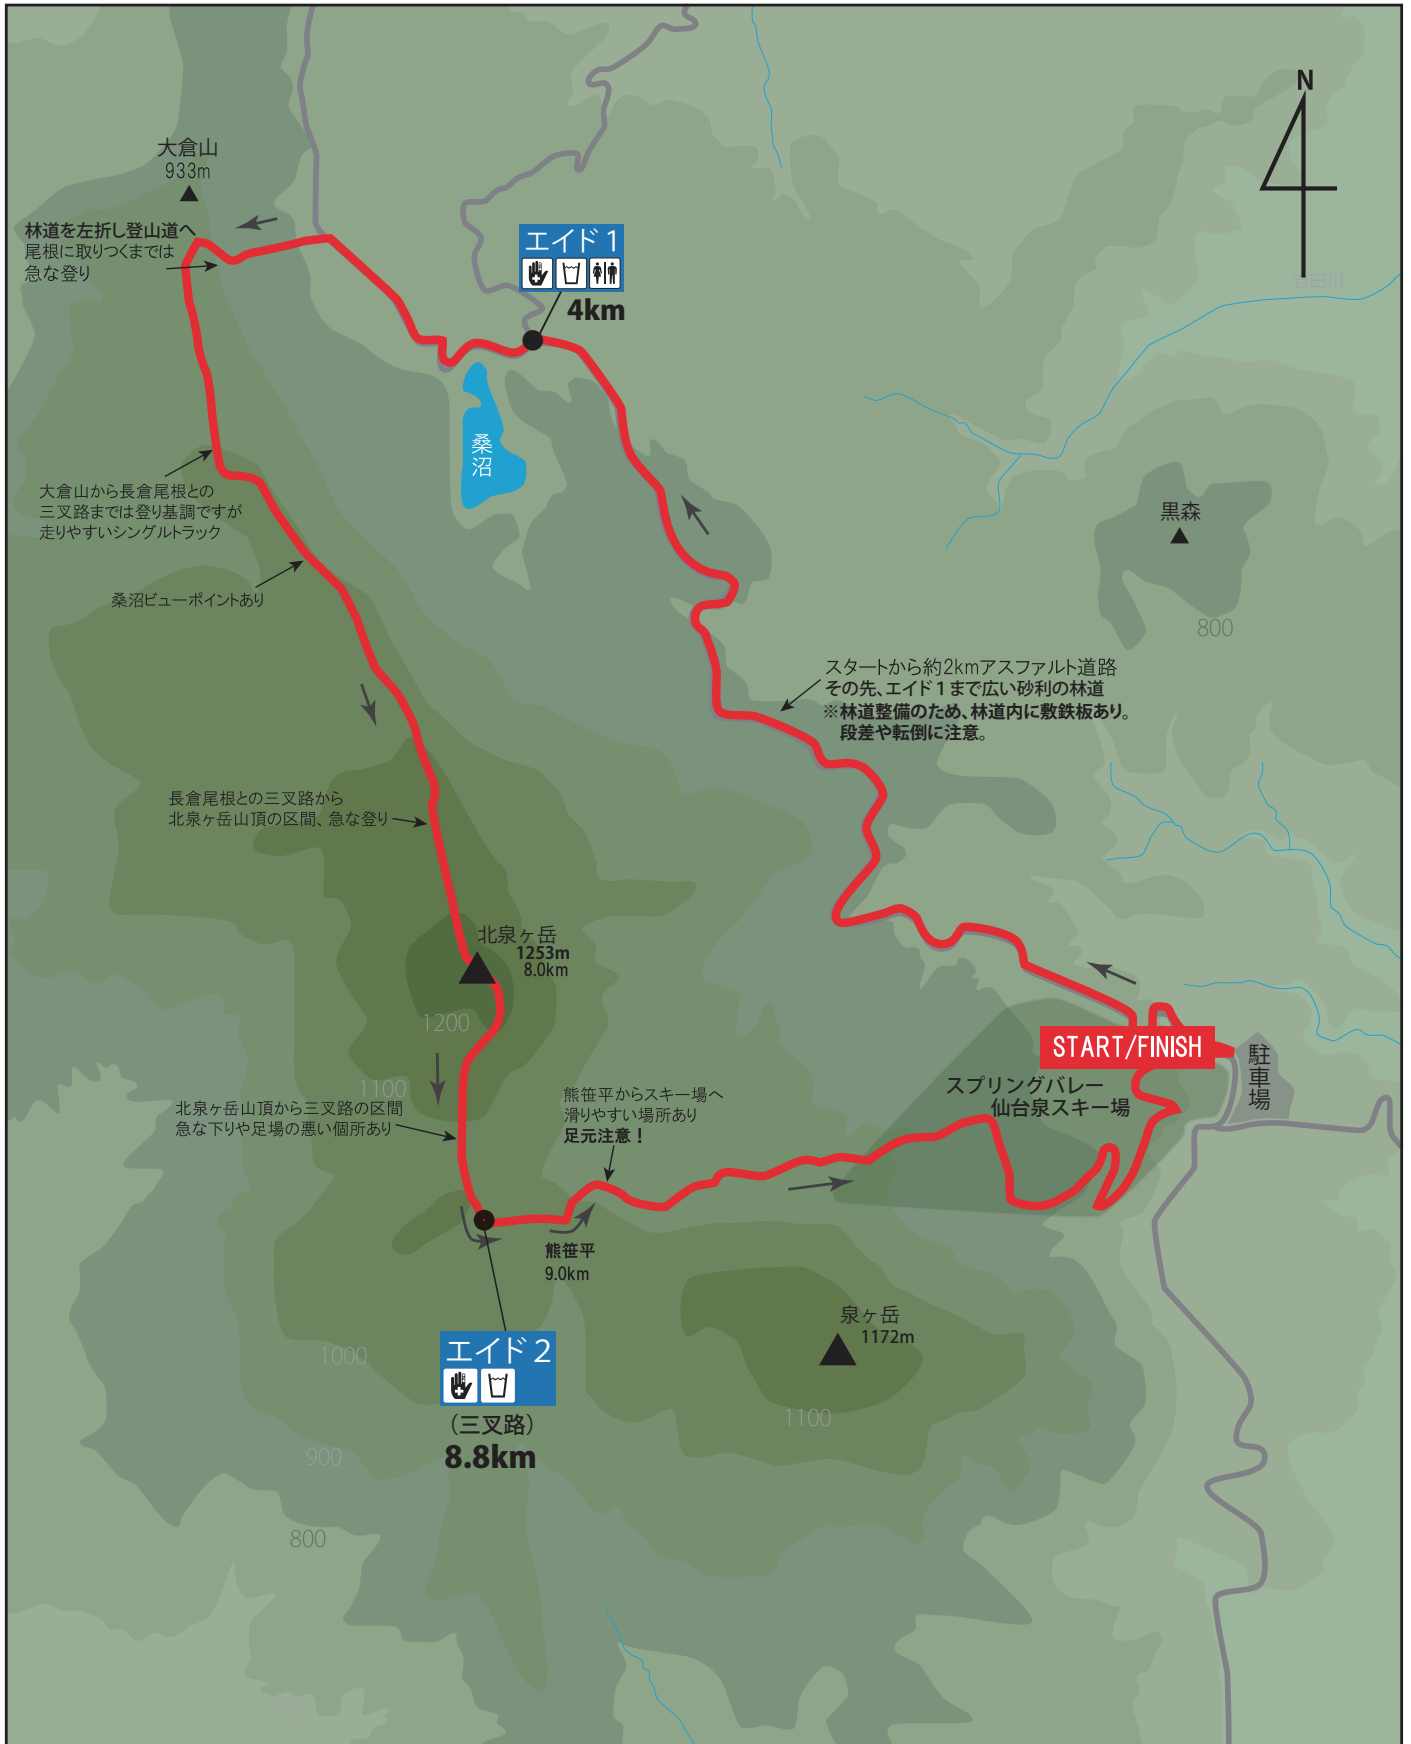 N
大倉山
933m
林道を左折し登山道へ
尾根に取りつくまでは
急な登り
エイド1
4km
吉田川
桑沼
大倉山から長倉尾根との
三叉路までは登り基調ですが
走りやすいシングルトラック
桑沼ビューポイントあり
黒森
800
スタートから約2kmアスファルト道路
その先、エイド1まで広い砂利の林道
※林道整備のため、林道内に敷鉄板あり。
段差や転倒に注意。
長倉尾根との三叉路から
北泉ヶ岳山頂の区間、急な登り
北泉ヶ岳
1253m
8.0km
1200
1100
START/FINISH
駐車場
スプリングバレー
仙台泉スキー場
北泉ヶ岳山頂から三叉路の区間
急な下りや足場の悪い個所あり
熊笹平からスキー場へ
滑りやすい場所あり
足元注意！
熊笹平
9.0km
泉ヶ岳
1172m
1100
エイド2
（三叉路）
8.8km
1000
900
800
700